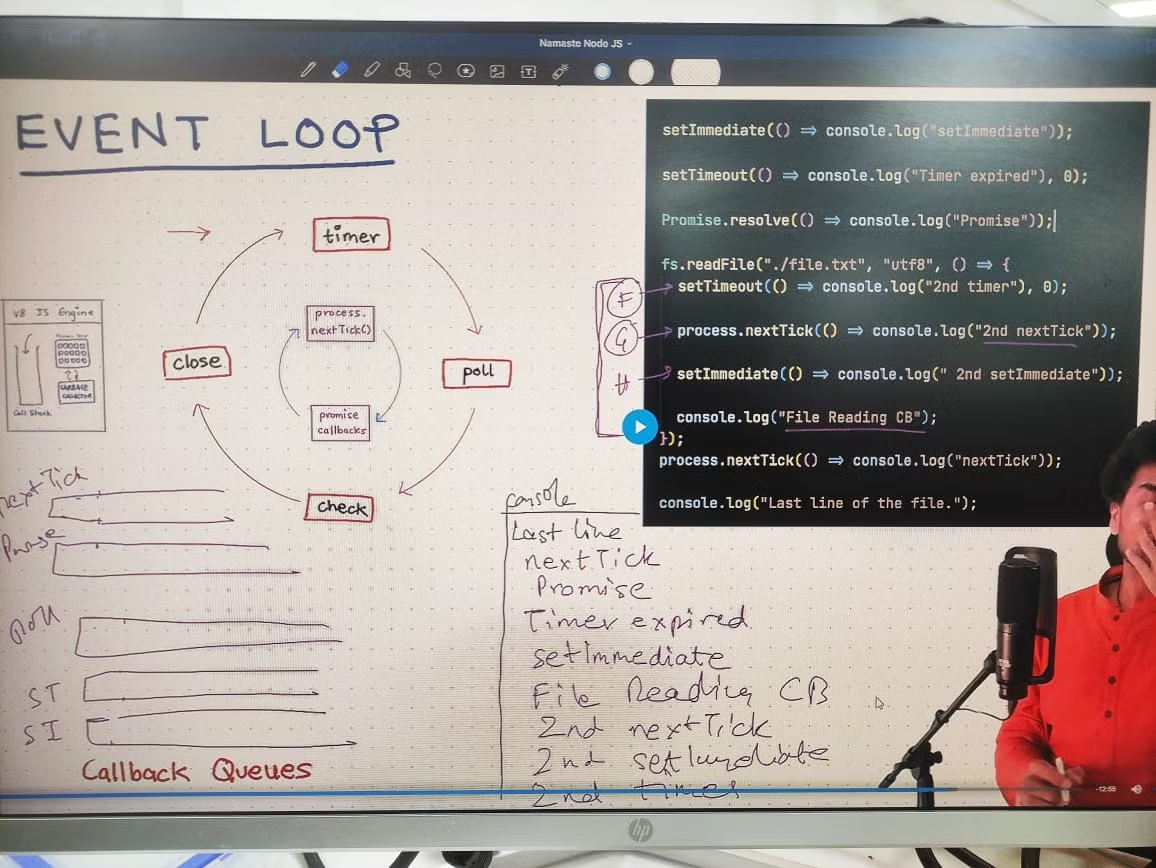 Namaste Node JS
EVENT LOOP
timer
process.
nextTick()
promise
callbacks
close
poll
check
V8 JS Engine
Call Stack
GARBAGE
COLLECTOR
setImmediate(() => console.log("setImmediate"));
setTimeout(() => console.log("Timer expired"), 0);
Promise.resolve(() => console.log("Promise"));
fs.readFile("./file.txt", "utf8", () => {
setTimeout(() => console.log("2nd timer"), 0);
process.nextTick(() => console.log("2nd nextTick"));
setImmediate(() => console.log(" 2nd setImmediate"));
console.log("File Reading CB");
});
process.nextTick(() => console.log("nextTick"));
console.log("Last line of the file.");
F
G
H
nextTick
Poll
ST
SI
Callback Queues
console
Last line
nextTick
Promise
Timer expired
setImmediate
File Reading CB
2nd nextTick
2nd
2nd
-12:55
hp